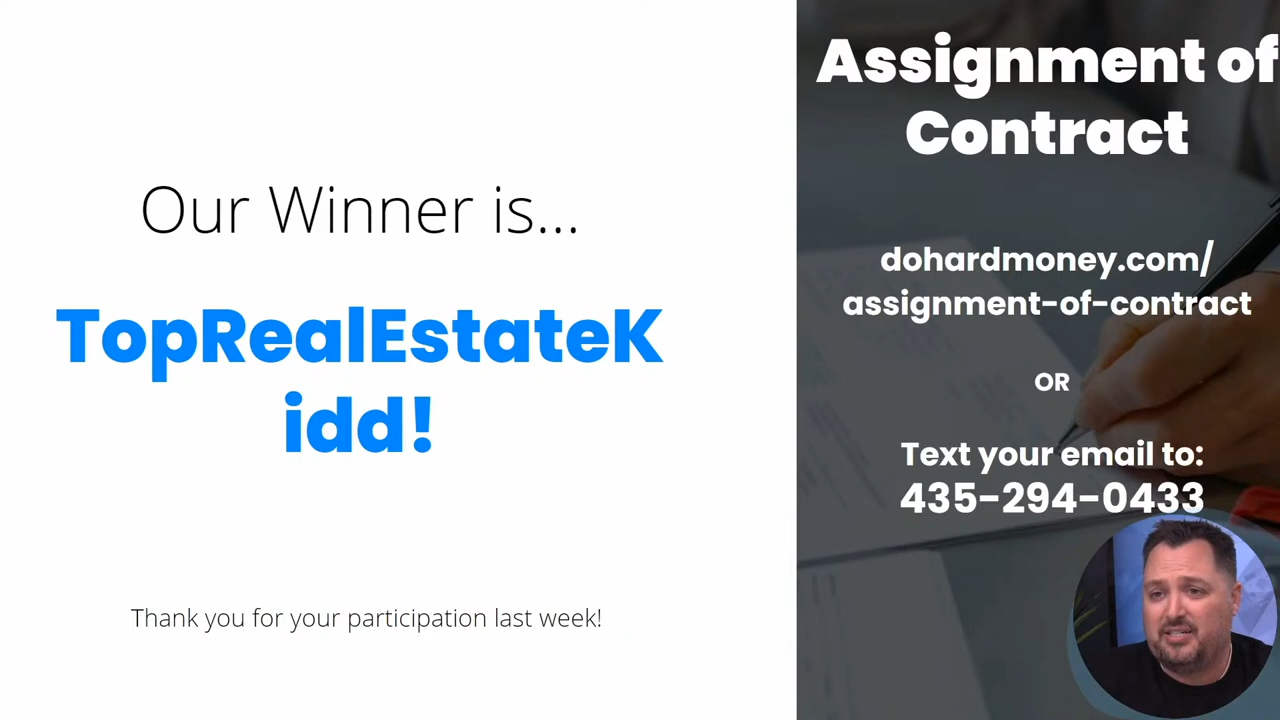 Our Winner is...
TopRealEstateK
idd!
Thank you for your participation last week!
Assignment of
Contract
dohardmoney.com/
assignment-of-contract
OR
Text your email to:
435-294-0433